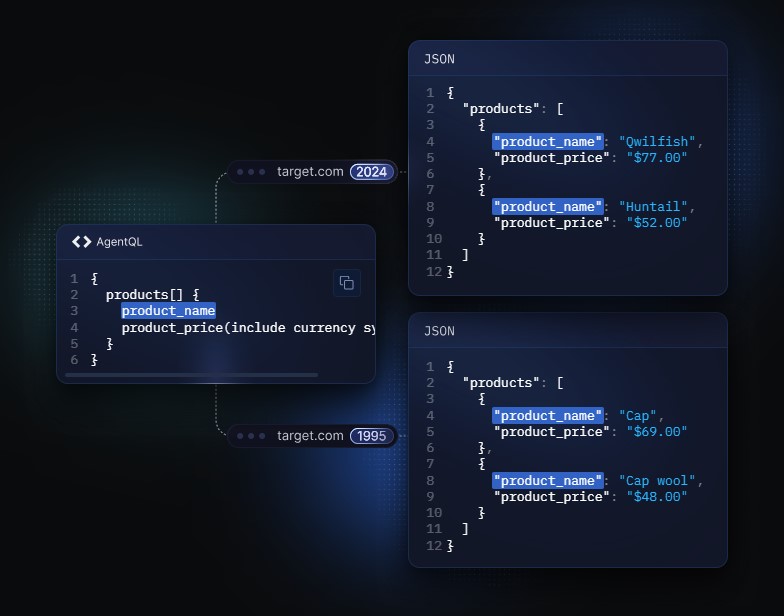 JSON
1 {
2 "products": [
3 {
4 "product_name": "Qwilfish",
5 "product_price": "$77.00"
6 },
7 {
8 "product_name": "Huntail",
9 "product_price": "$52.00"
10 }
11 ]
12 }
target.com 2024
AgentQL
1 {
2 products[] {
3 product_name
4 product_price(include currency sy
5 }
6 }
target.com 1995
JSON
1 {
2 "products": [
3 {
4 "product_name": "Cap",
5 "product_price": "$69.00"
6 },
7 {
8 "product_name": "Cap wool",
9 "product_price": "$48.00"
10 }
11 ]
12 }